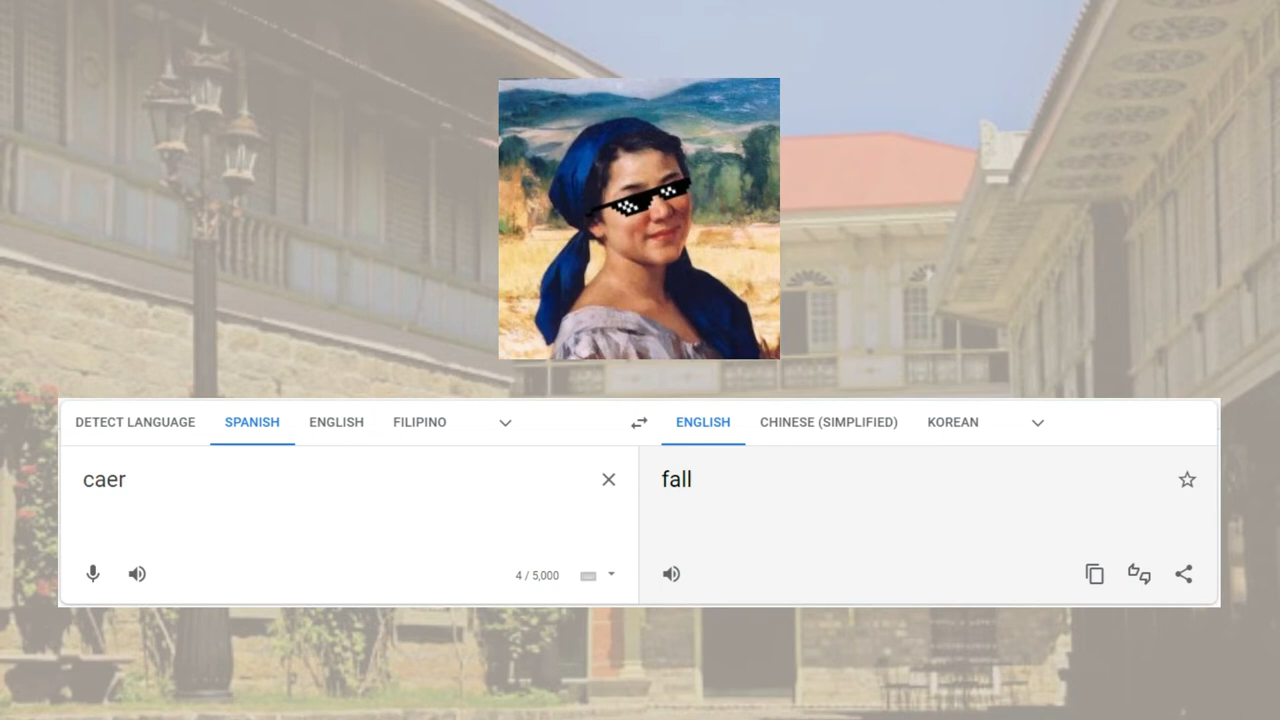 DETECT LANGUAGE SPANISH ENGLISH FILIPINO ENGLISH CHINESE (SIMPLIFIED) KOREAN
caer fall
4 / 5,000